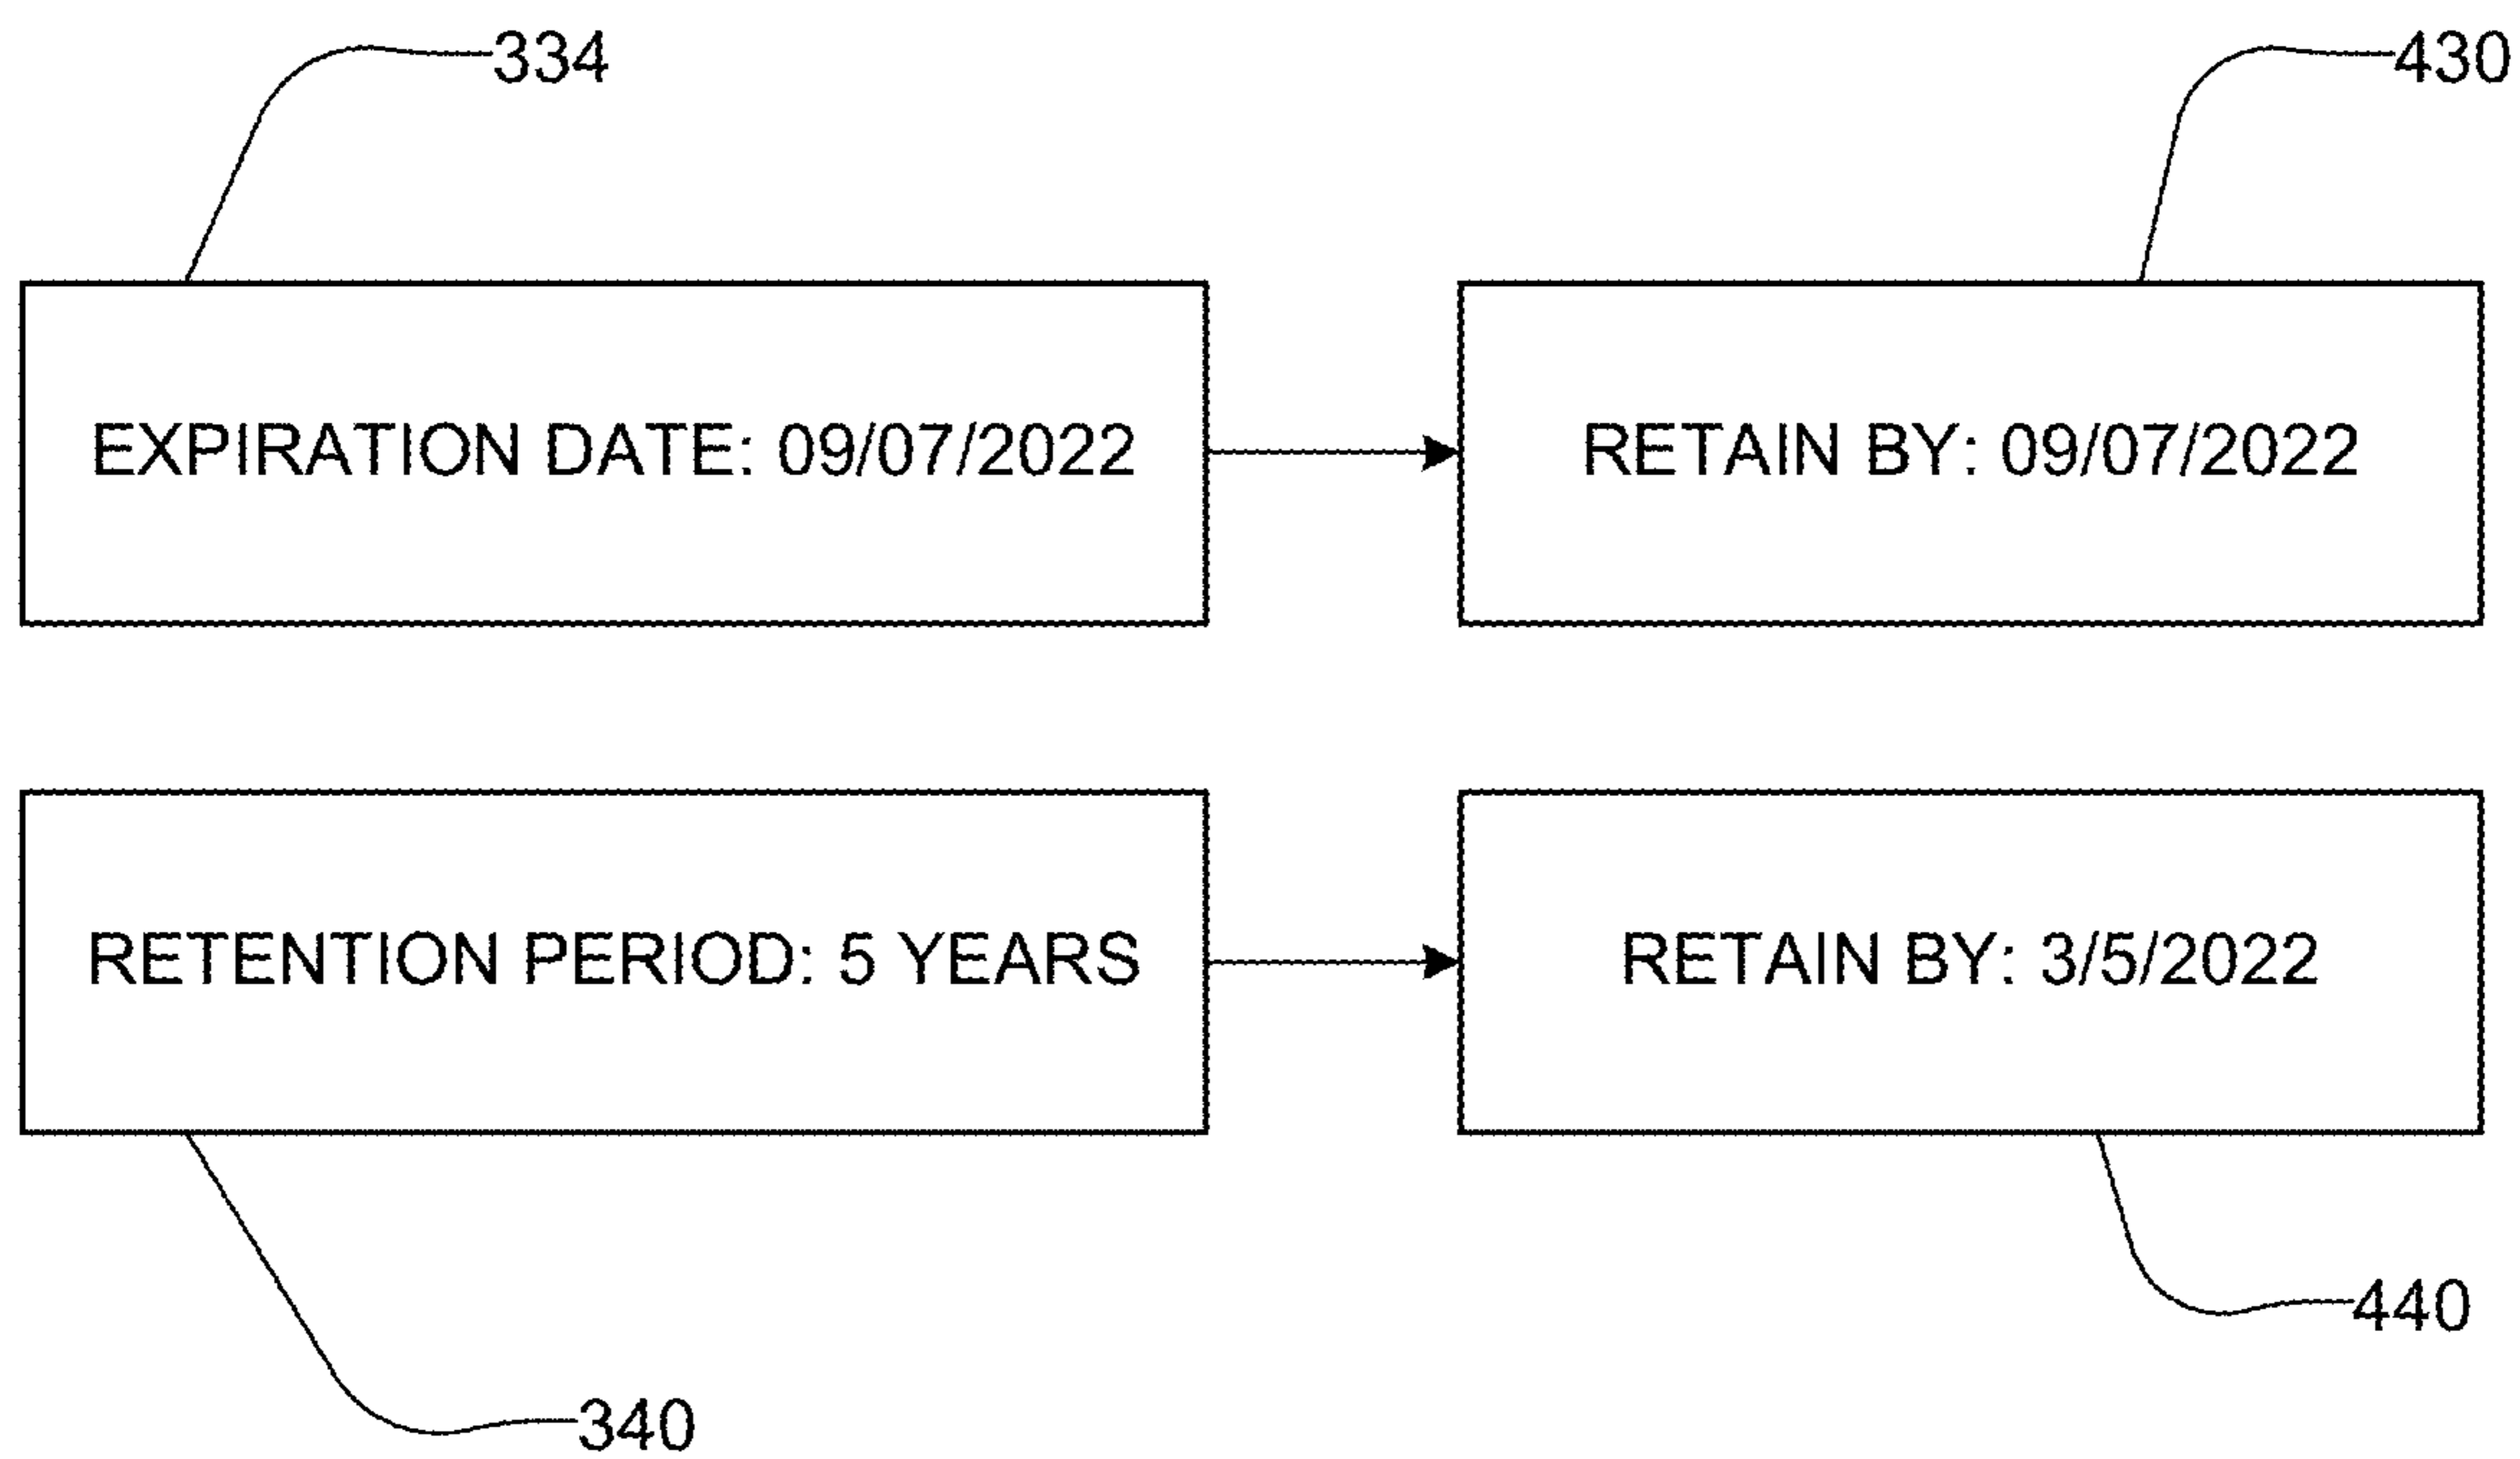 334
430
EXPIRATION DATE: 09/07/2022
RETAIN BY: 09/07/2022
RETENTION PERIOD: 5 YEARS
RETAIN BY: 3/5/2022
440
340